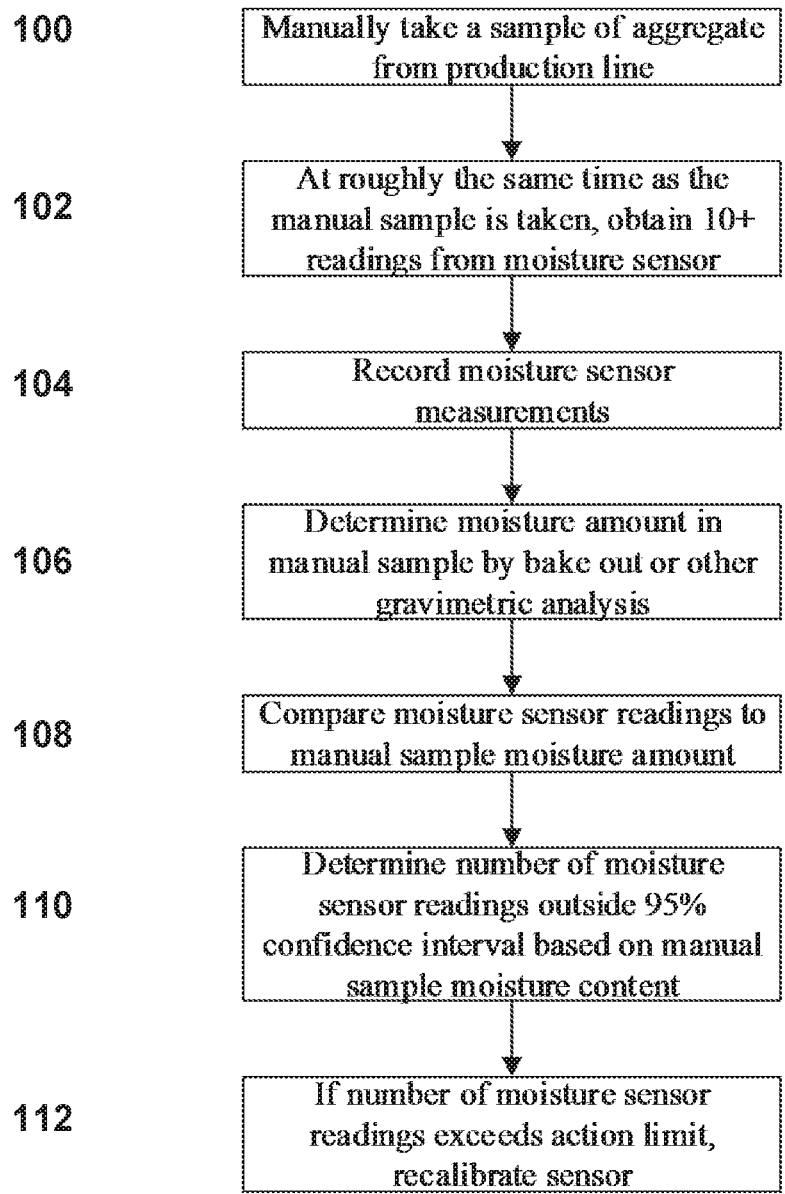 100
Manually take a sample of aggregate
from production line
102
At roughly the same time as the
manual sample is taken, obtain 10+
readings from moisture sensor
104
Record moisture sensor
measurements
106
Determine moisture amount in
manual sample by bake out or other
gravimetric analysis
108
Compare moisture sensor readings to
manual sample moisture amount
110
Determine number of moisture
sensor readings outside 95%
confidence interval based on manual
sample moisture content
112
If number of moisture sensor
readings exceeds action limit,
recalibrate sensor